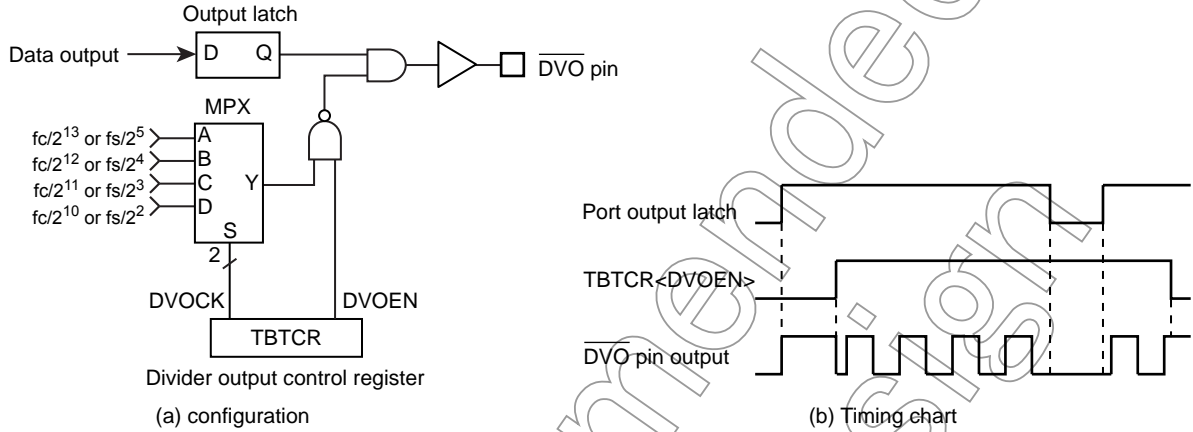 Output latch
Data output
D Q
DVO pin
MPX
fc/2^13 or fs/2^5
fc/2^12 or fs/2^4
fc/2^11 or fs/2^3
fc/2^10 or fs/2^2
A
B
C
D
Y
S
2
DVOCK
DVOEN
TBTCR
Divider output control register
(a) configuration
Port output latch
TBTCR<DVOEN>
DVO pin output
(b) Timing chart
mende
sign